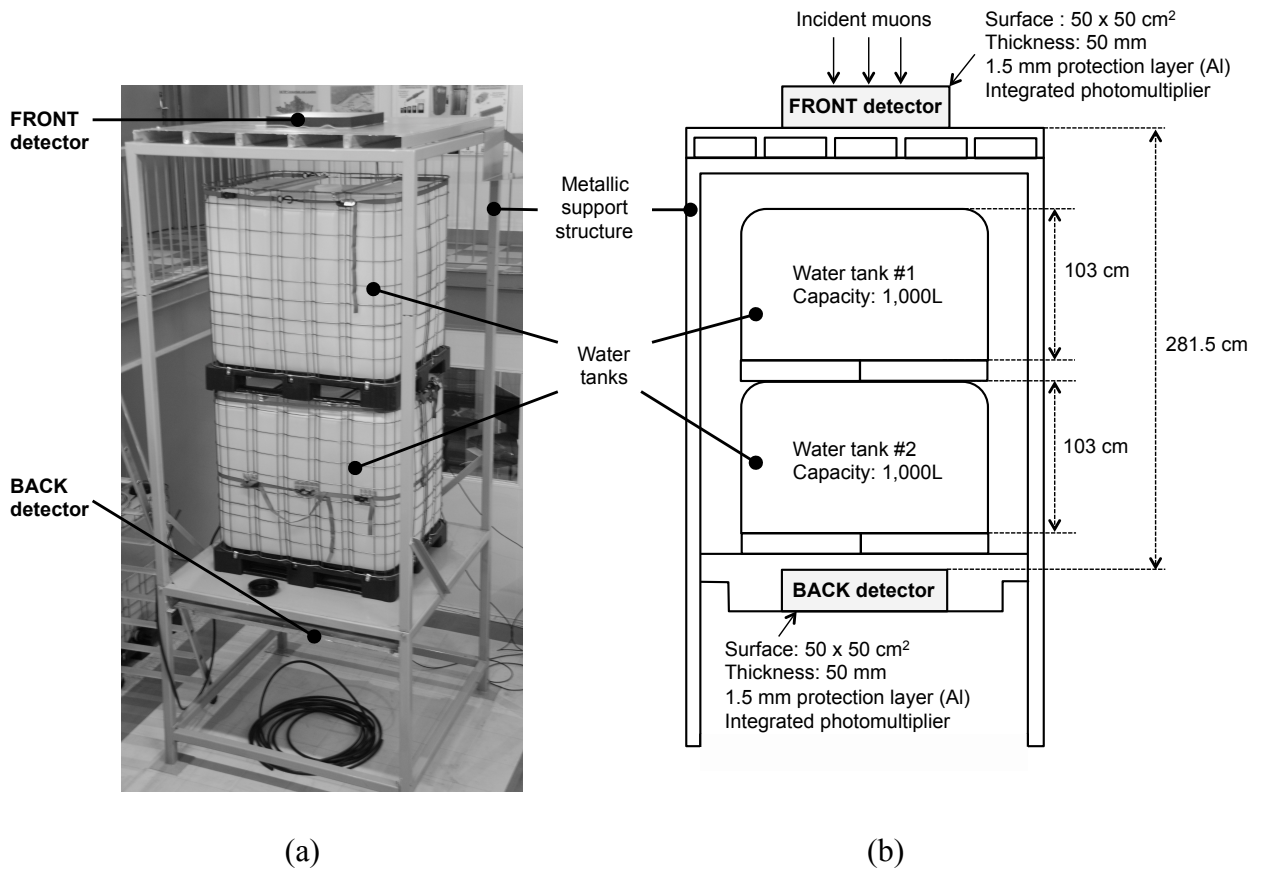 FRONT
detector
BACK
detector
Metallic
support
structure
Water
tanks
Incident muons
Surface : 50 x 50 cm²
Thickness: 50 mm
1.5 mm protection layer (Al)
Integrated photomultiplier
FRONT detector
Water tank #1
Capacity: 1,000L
103 cm
281.5 cm
Water tank #2
Capacity: 1,000L
103 cm
BACK detector
Surface: 50 x 50 cm²
Thickness: 50 mm
1.5 mm protection layer (Al)
Integrated photomultiplier
(a)
(b)